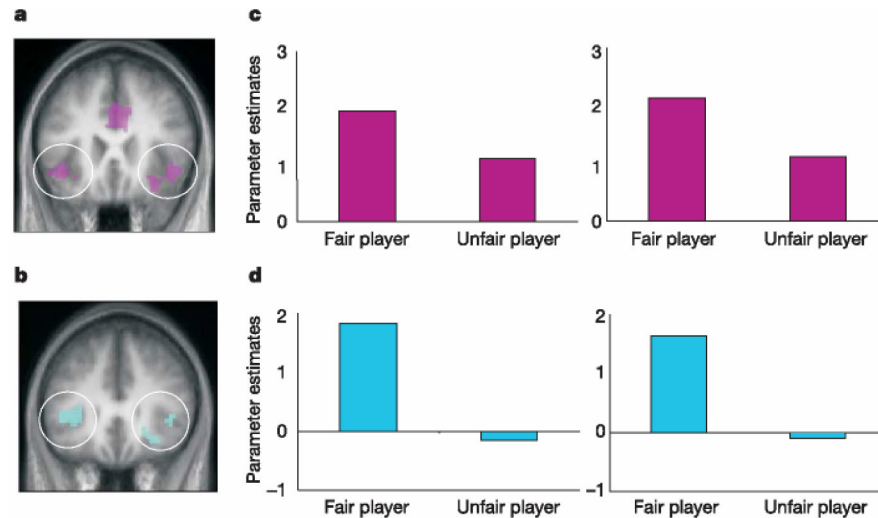 a
c
3
2
1
0
Parameter estimates
Fair player
Unfair player
3
2
1
0
Fair player
Unfair player
b
d
2
1
0
–1
Parameter estimates
Fair player
Unfair player
2
1
0
–1
Fair player
Unfair player